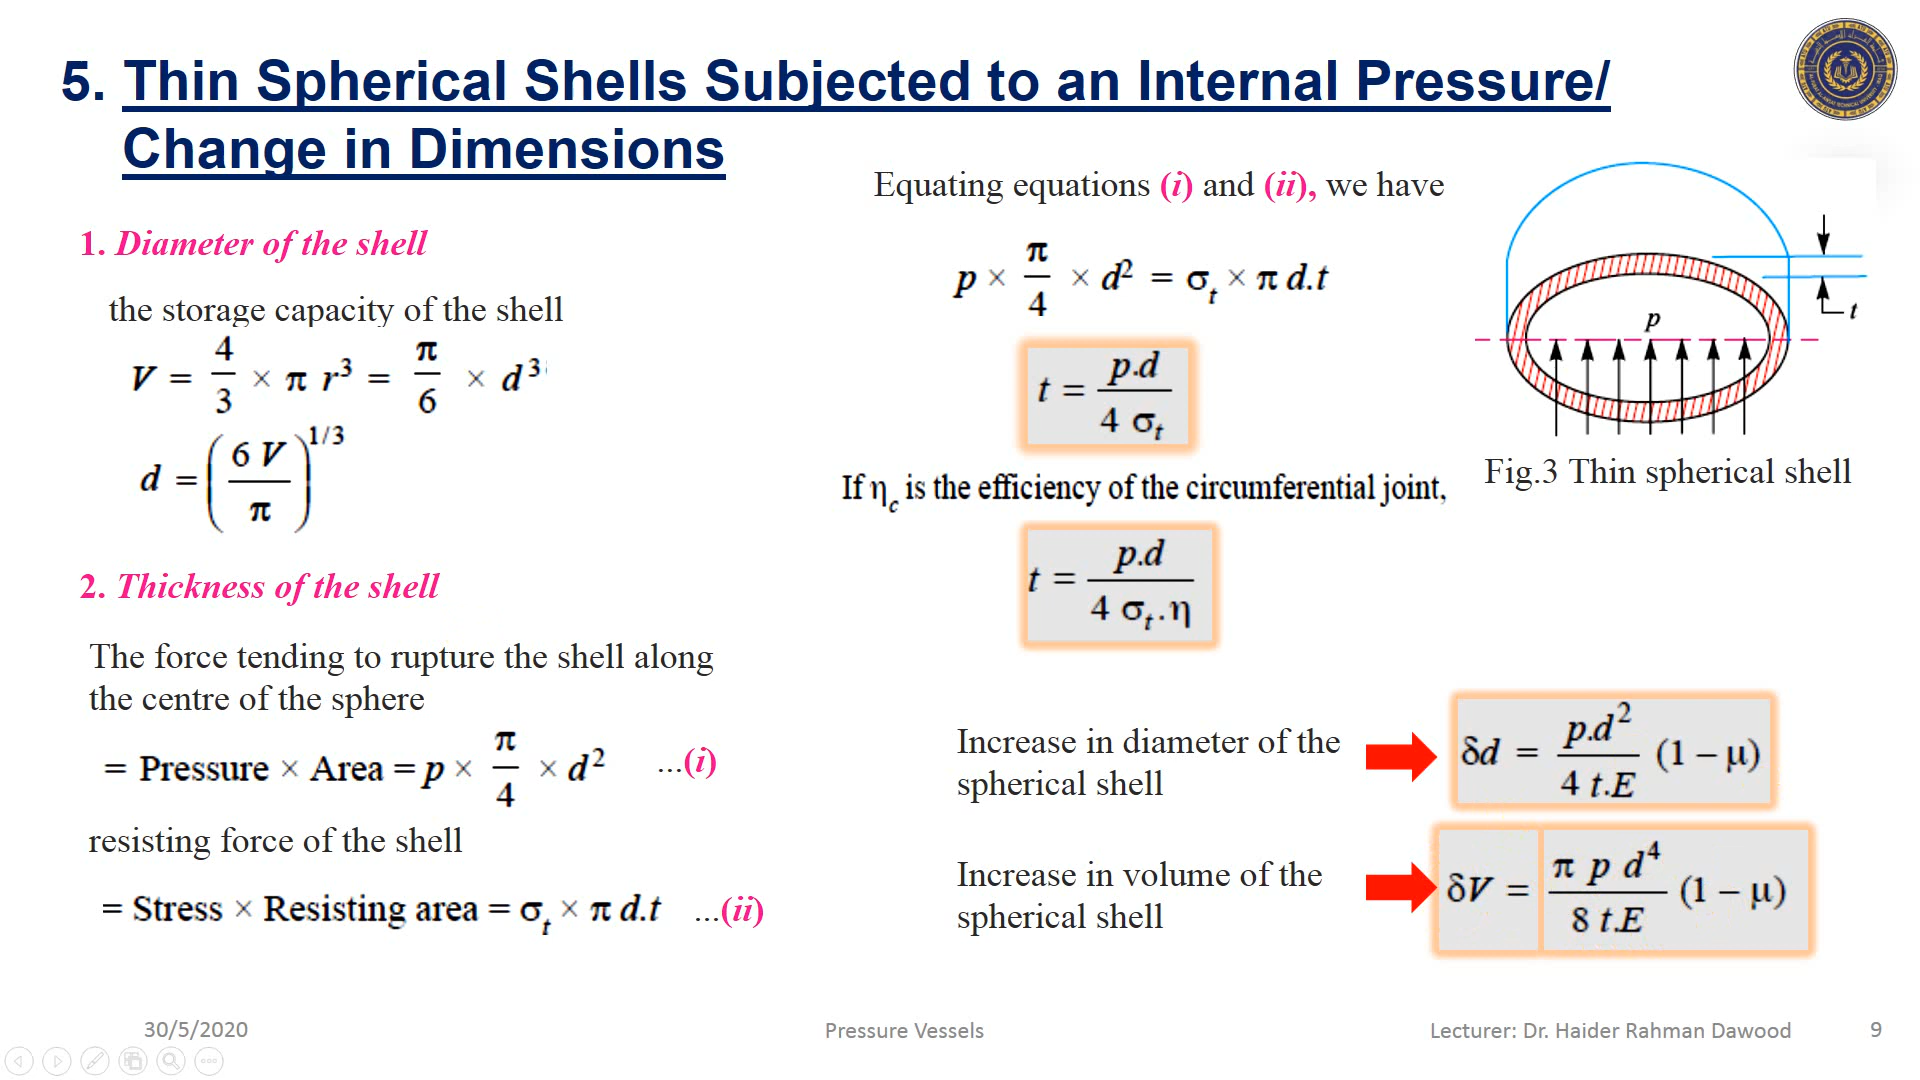 5. Thin Spherical Shells Subjected to an Internal Pressure/
Change in Dimensions
1. Diameter of the shell
the storage capacity of the shell
V = 4/3 × π r³ = π/6 × d³
d = (6 V / π)^1/3
2. Thickness of the shell
The force tending to rupture the shell along
the centre of the sphere
= Pressure × Area = p × π/4 × d² ...(i)
resisting force of the shell
= Stress × Resisting area = σt × π d.t ...(ii)
Equating equations (i) and (ii), we have
p × π/4 × d² = σt × π d.t
t = p.d / 4 σt
If ηc is the efficiency of the circumferential joint,
t = p.d / 4 σt.η
p
t
Fig.3 Thin spherical shell
Increase in diameter of the
spherical shell
δd = p.d² / 4 t.E (1 – μ)
Increase in volume of the
spherical shell
δV = π p d⁴ / 8 t.E (1 – μ)
30/5/2020
Pressure Vessels
Lecturer: Dr. Haider Rahman Dawood
9